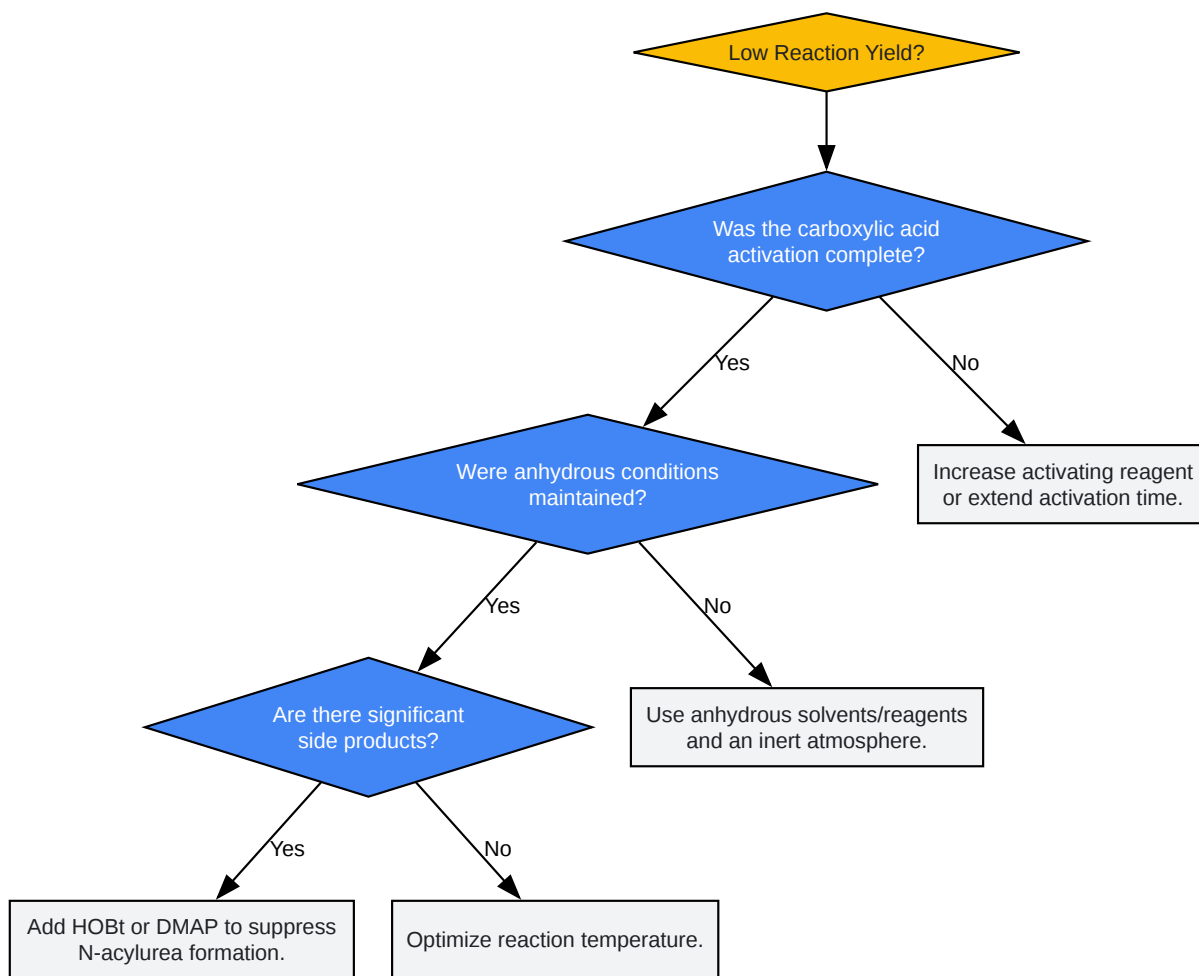 Low Reaction Yield?
Was the carboxylic acid
activation complete?
Yes
No
Were anhydrous conditions
maintained?
Increase activating reagent
or extend activation time.
Yes
No
Are there significant
side products?
Use anhydrous solvents/reagents
and an inert atmosphere.
Yes
No
Add HOBt or DMAP to suppress
N-acylurea formation.
Optimize reaction temperature.